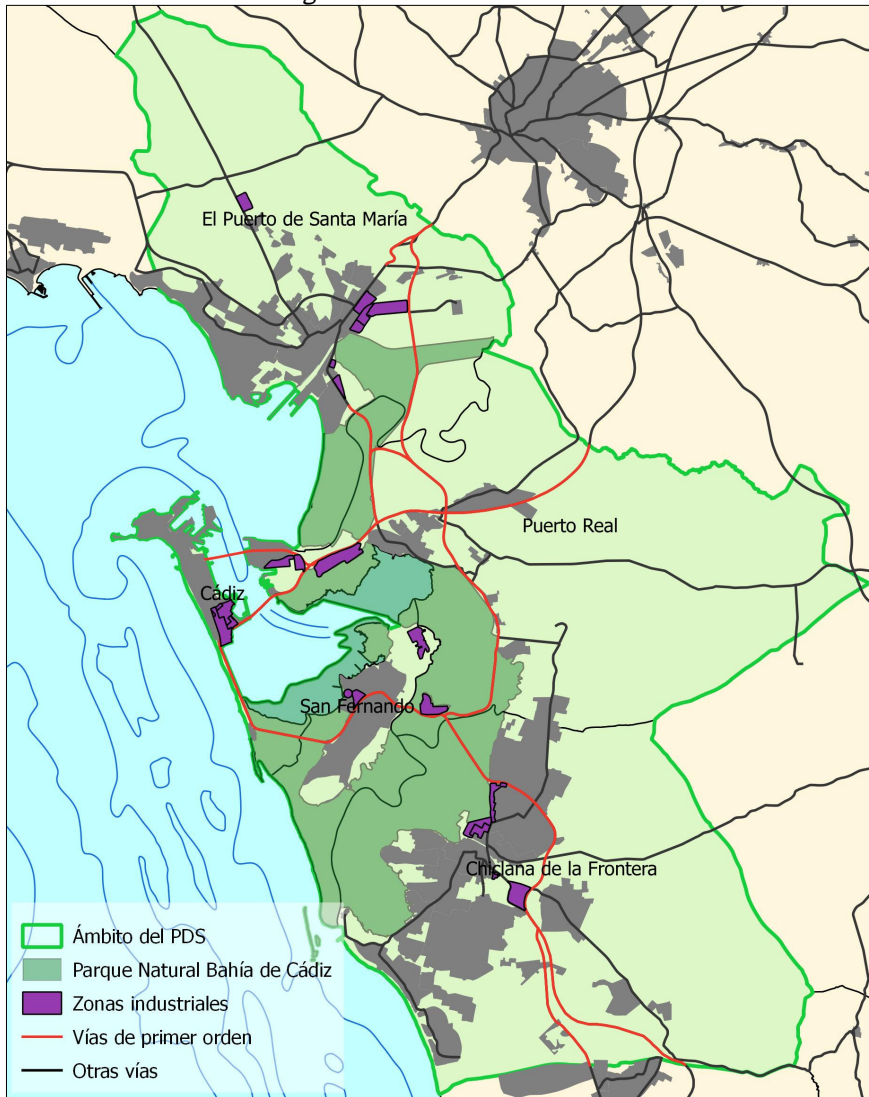 El Puerto de Santa María
Puerto Real
Cádiz
San Fernando
Chiclana de la Frontera
Ámbito del PDS
Parque Natural Bahía de Cádiz
Zonas industriales
Vías de primer orden
Otras vías